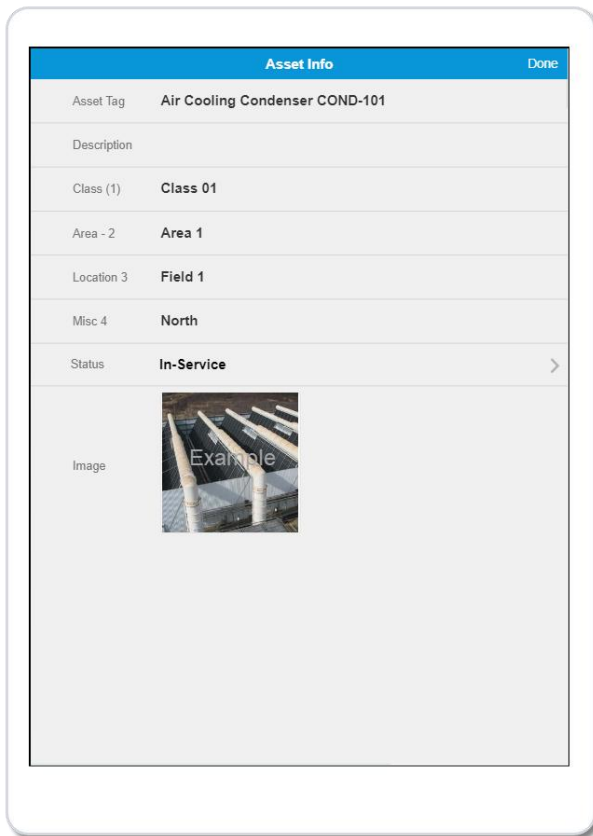 Asset Info Done
Asset Tag Air Cooling Condenser COND-101
Description
Class (1) Class 01
Area - 2 Area 1
Location 3 Field 1
Misc 4 North
Status In-Service
Image
Example